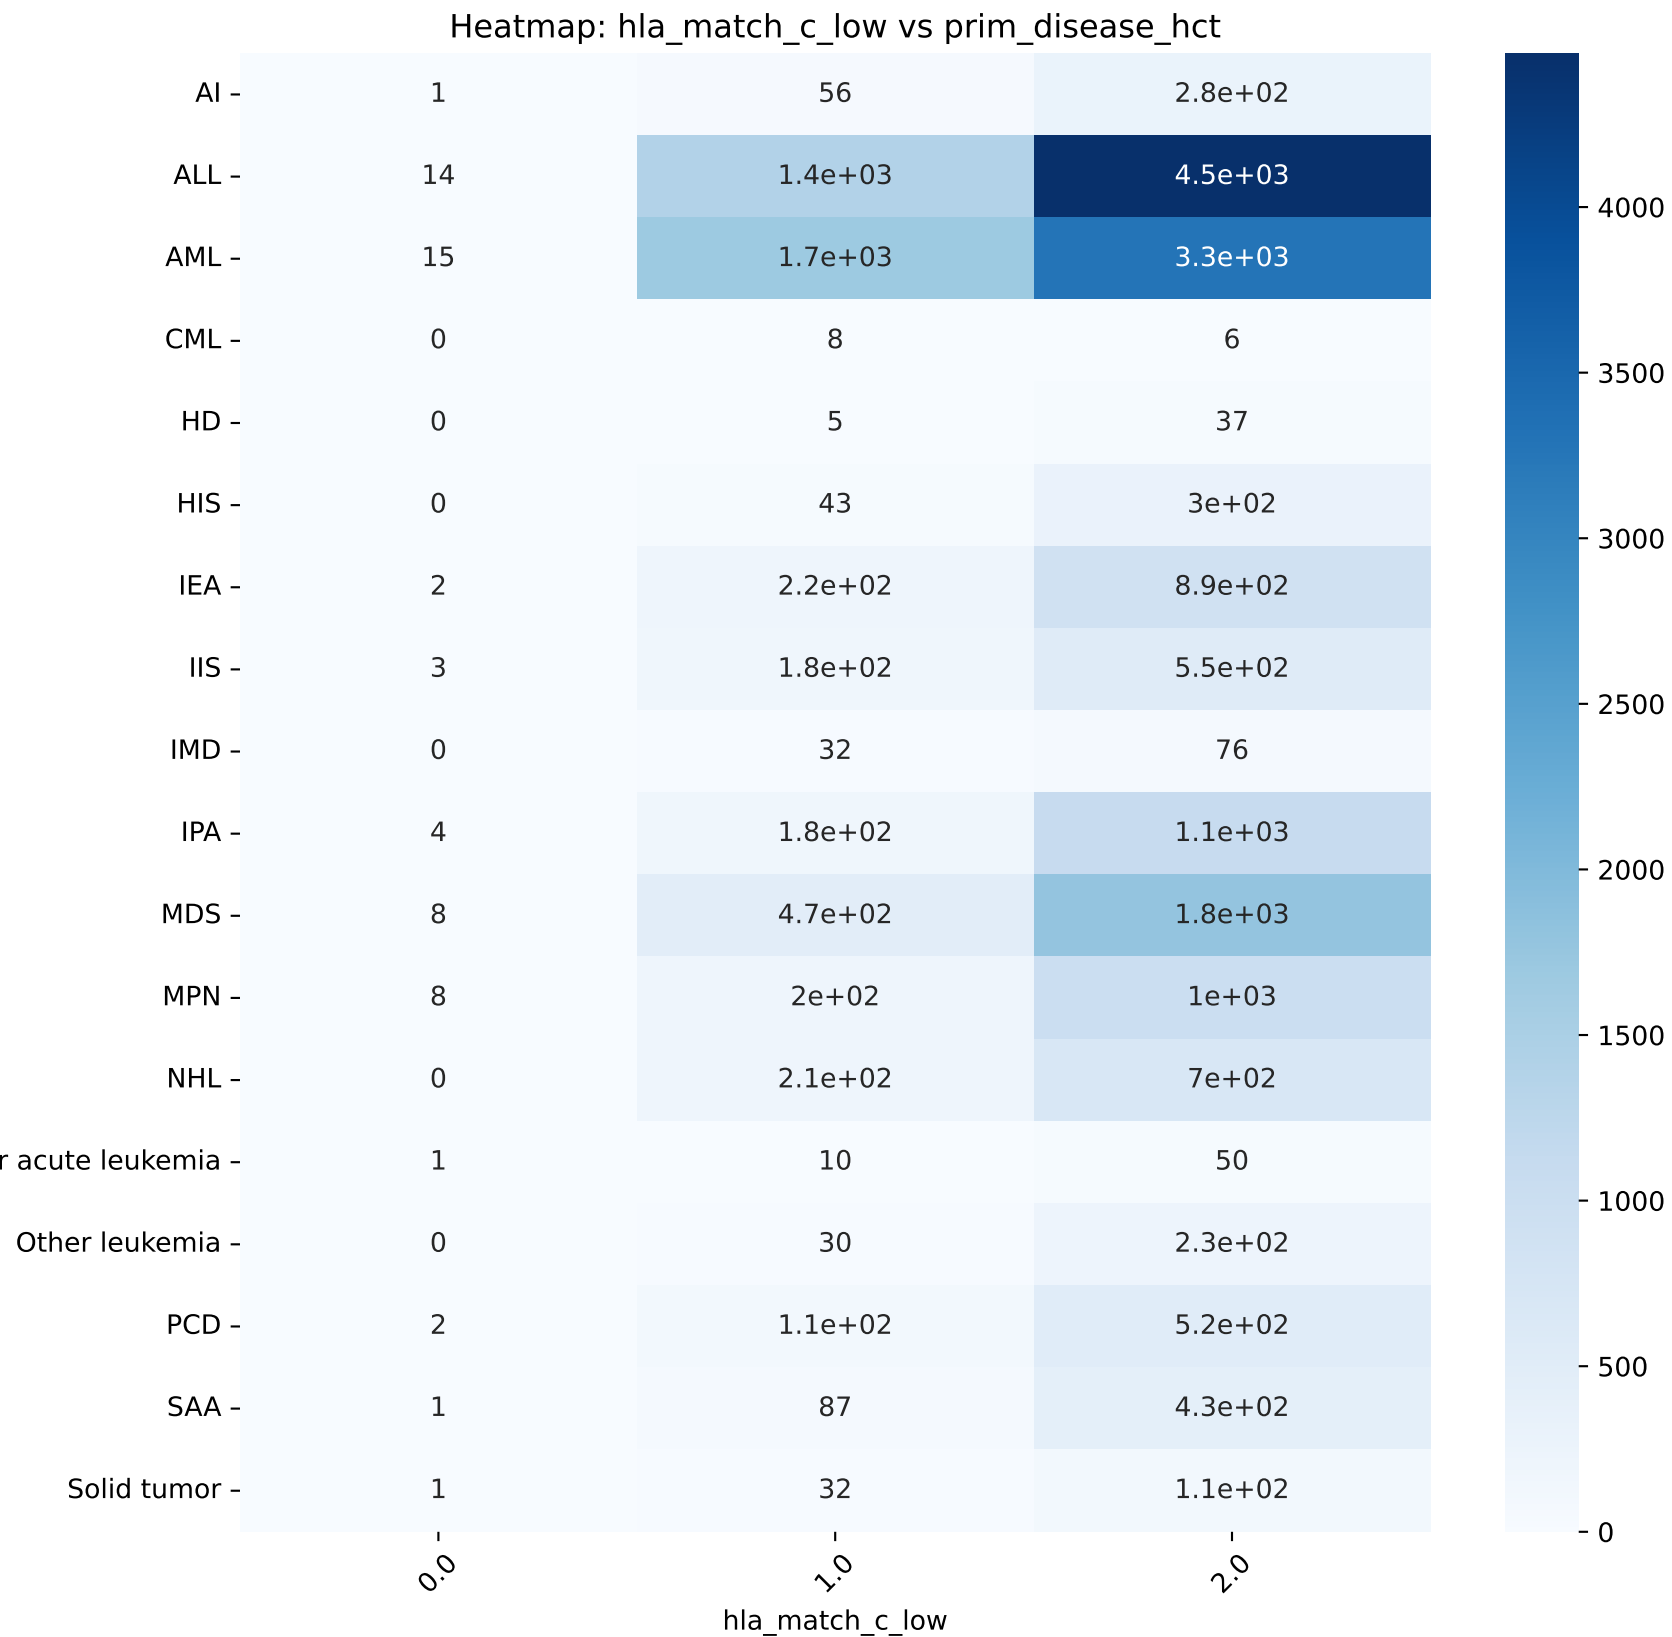 Heatmap: hla_match_c_low vs prim_disease_hct
AI 1 56 2.8e+02
ALL 14 1.4e+03 4.5e+03
AML 15 1.7e+03 3.3e+03
CML 0 8 6
HD 0 5 37
HIS 0 43 3e+02
IEA 2 2.2e+02 8.9e+02
IIS 3 1.8e+02 5.5e+02
IMD 0 32 76
IPA 4 1.8e+02 1.1e+03
MDS 8 4.7e+02 1.8e+03
MPN 8 2e+02 1e+03
NHL 0 2.1e+02 7e+02
acute leukemia 1 10 50
Other leukemia 0 30 2.3e+02
PCD 2 1.1e+02 5.2e+02
SAA 1 87 4.3e+02
Solid tumor 1 32 1.1e+02
0.0 1.0 2.0
hla_match_c_low
4000
3500
3000
2500
2000
1500
1000
500
0